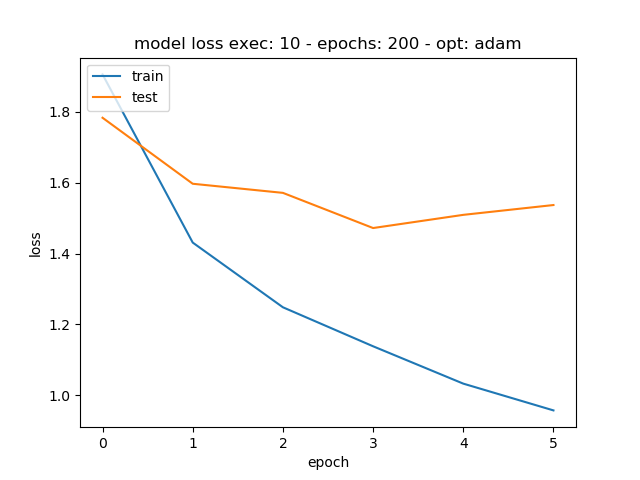 model loss exec: 10 - epochs: 200 - opt: adam
train
test
1.8
1.6
1.4
1.2
1.0
loss
0 1 2 3 4 5
epoch